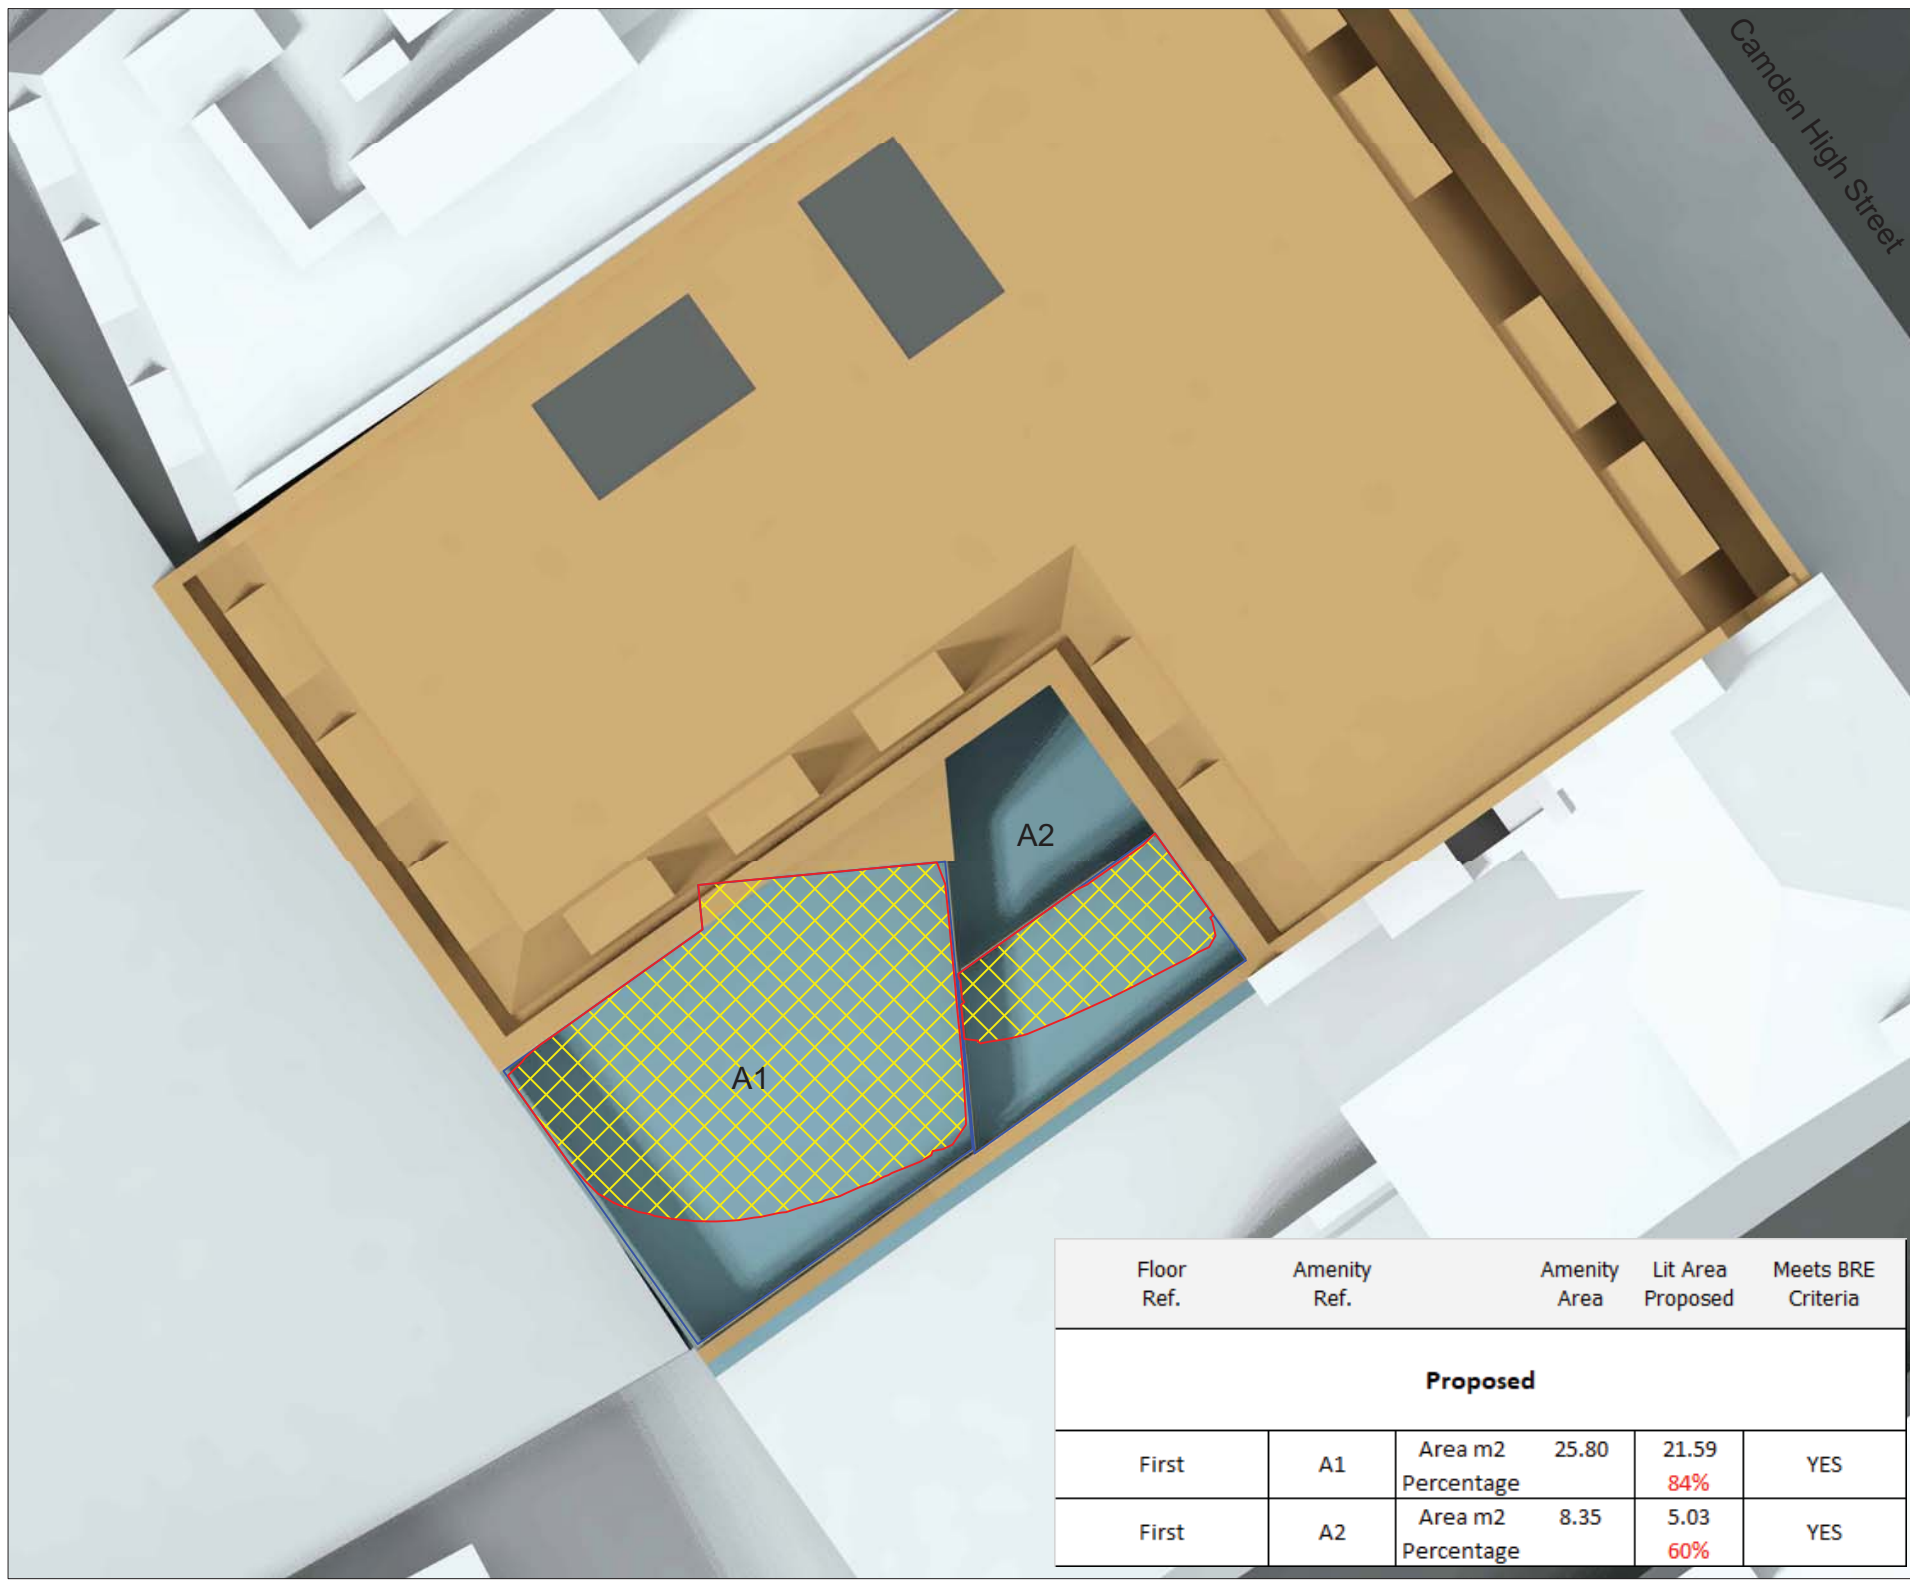 Camden High Street
A2
A1
Floor Ref. Amenity Ref. Amenity Area Lit Area Proposed Meets BRE Criteria
Proposed
First A1 Area m2 25.80 21.59 YES
Percentage 84%
First A2 Area m2 8.35 5.03 YES
Percentage 60%